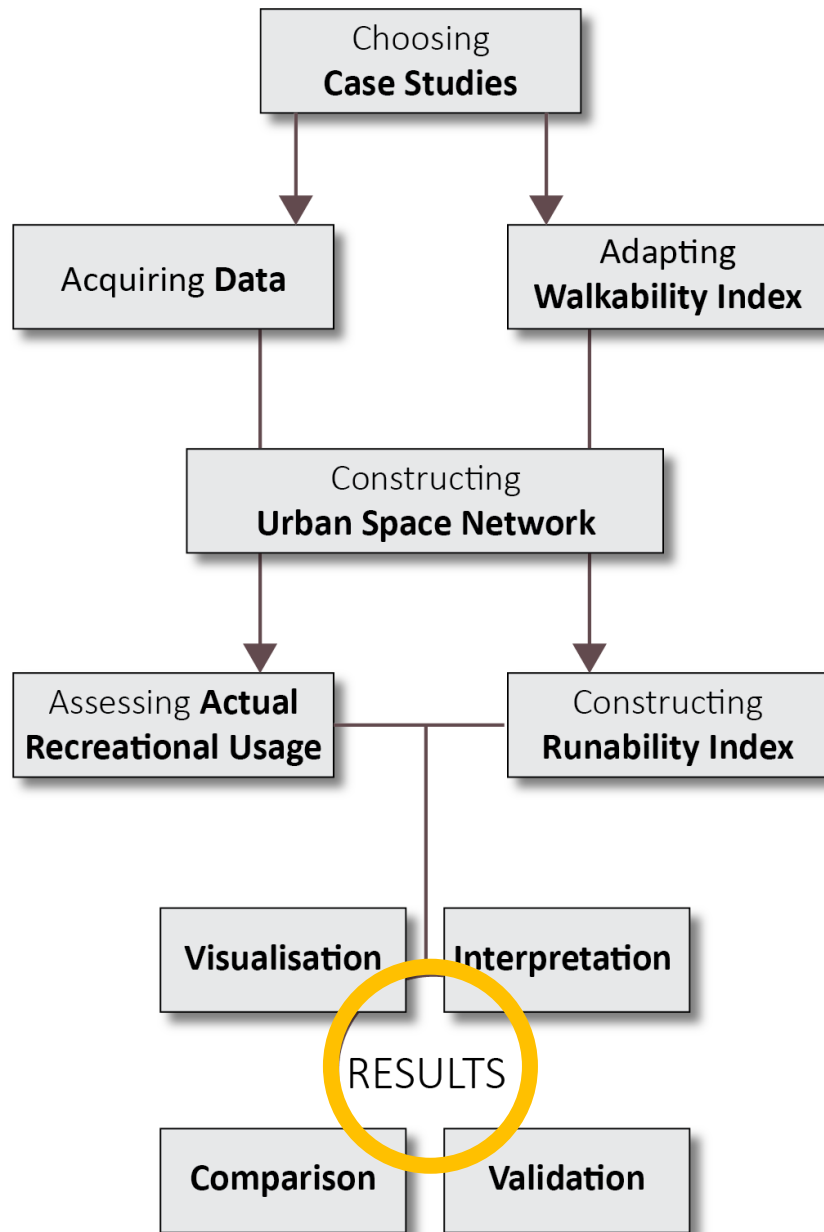 Choosing
Case Studies
Acquiring Data
Adapting
Walkability Index
Constructing
Urban Space Network
Assessing Actual
Recreational Usage
Constructing
Runability Index
Visualisation
Interpretation
RESULTS
Comparison
Validation